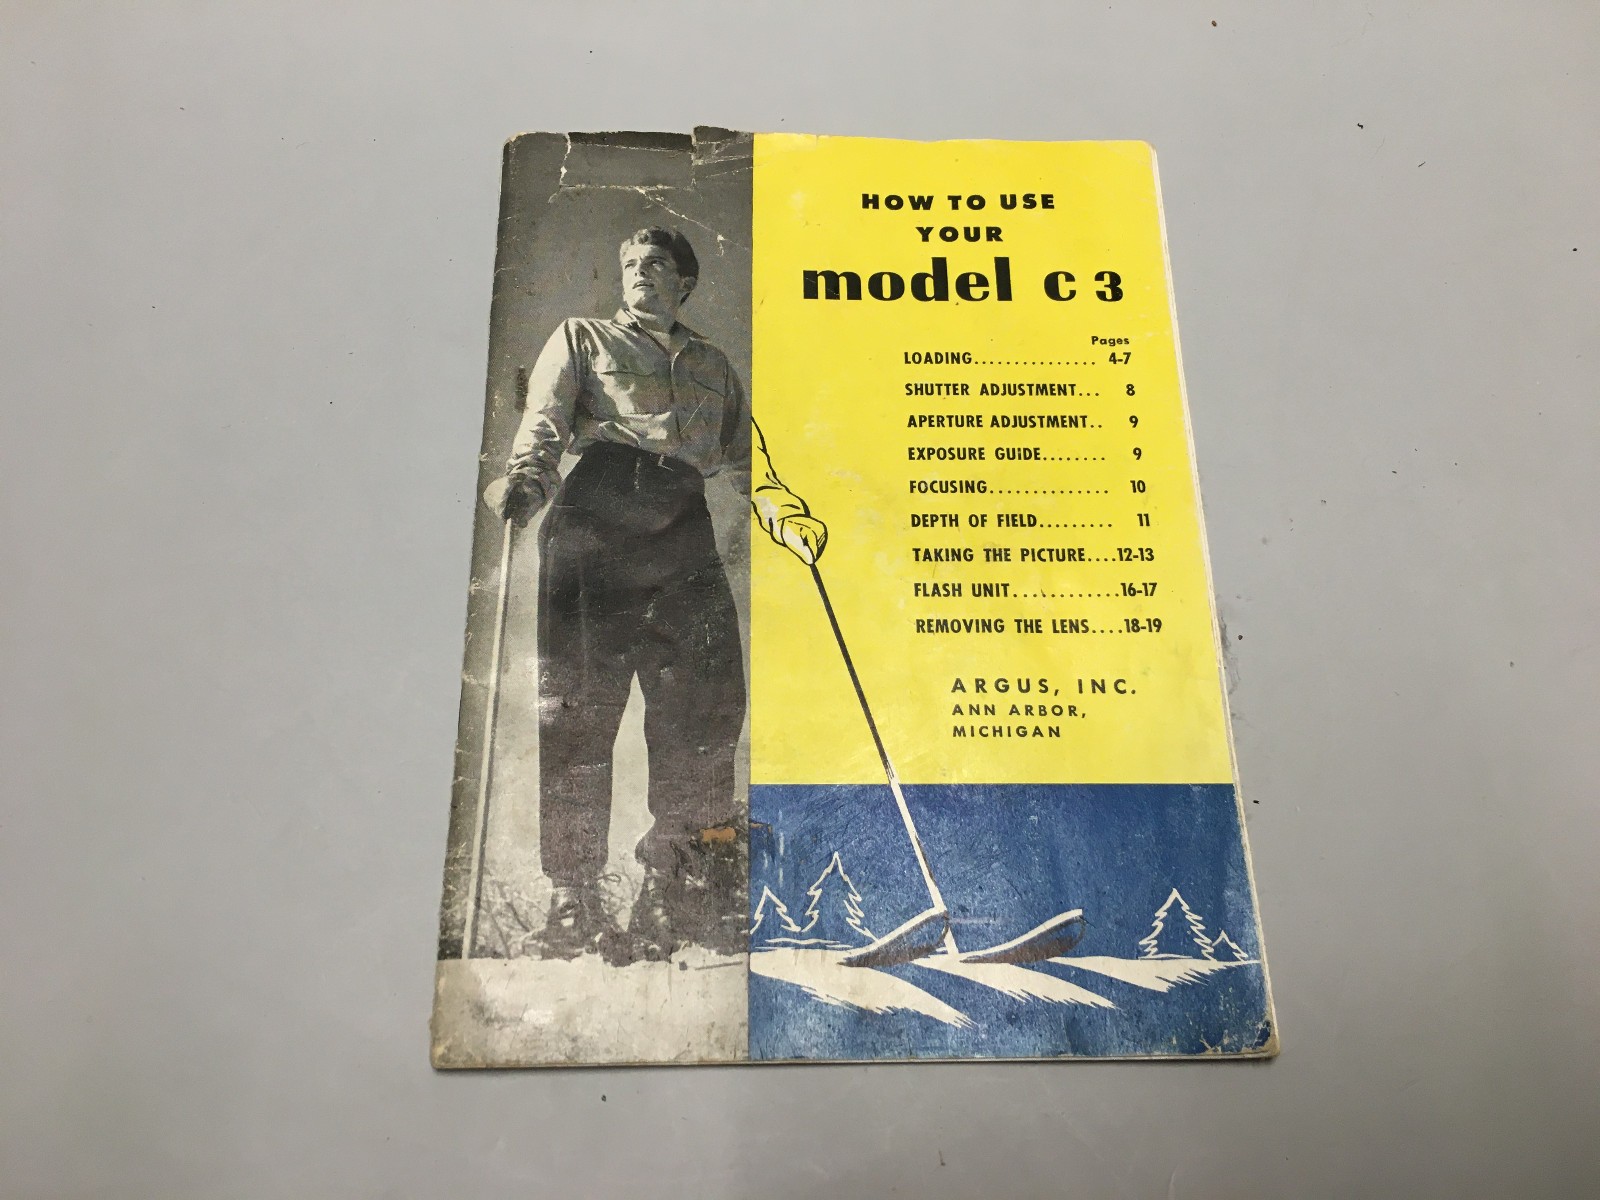 HOW TO USE
YOUR
model c3
Pages
LOADING............... 4-7
SHUTTER ADJUSTMENT... 8
APERTURE ADJUSTMENT.. 9
EXPOSURE GUIDE........ 9
FOCUSING.............. 10
DEPTH OF FIELD......... 11
TAKING THE PICTURE....12-13
FLASH UNIT............16-17
REMOVING THE LENS....18-19
ARGUS, INC.
ANN ARBOR,
MICHIGAN